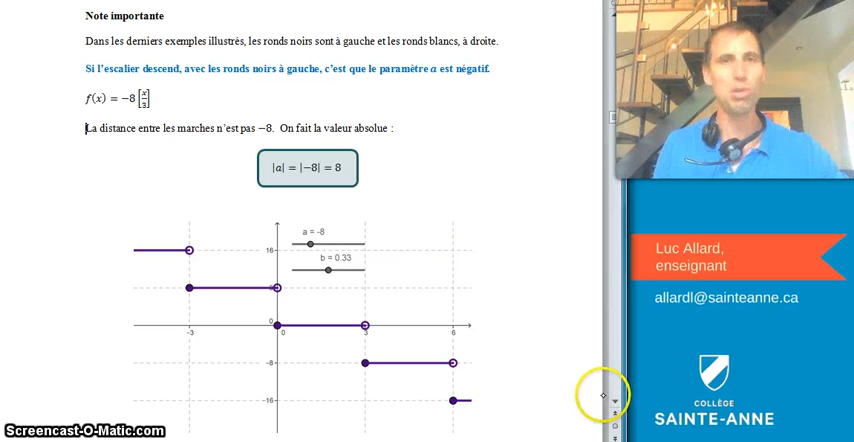 Note importante
Dans les derniers exemples illustrés, les ronds noirs sont à gauche et les ronds blancs, à droite.
Si l'escalier descend, avec les ronds noirs à gauche, c'est que le paramètre a est négatif.
f(x) = −8 [x/3]
La distance entre les marches n'est pas −8. On fait la valeur absolue :
|a| = |−8| = 8
a = -8
b = 0.33
16
0
-3
0
3
6
-8
-16
Luc Allard,
enseignant
allardl@sainteanne.ca
COLLÈGE
SAINTE-ANNE
Screencast-O-Matic.com